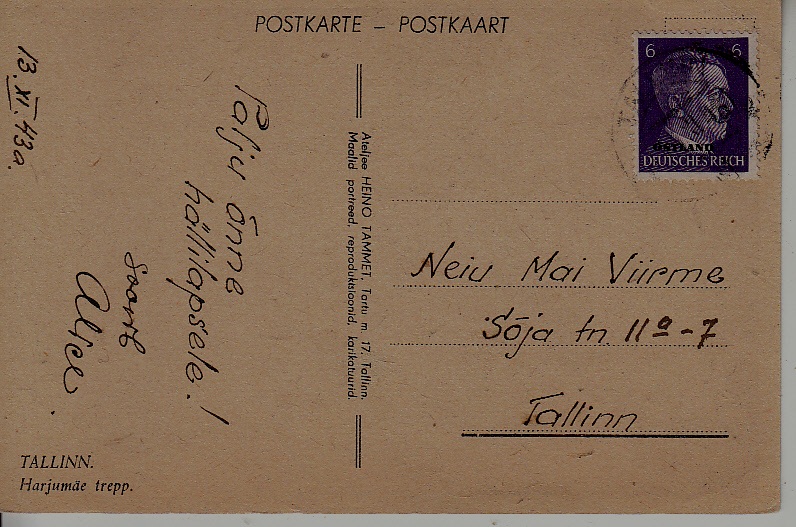 POSTKARTE – POSTKAART
13. XI. 43a.
Palju õnne
hällilapsele!
Soovib
Alice.
Ateljee HEINO TAMMET, Tartu m. 17, Tallinn.
Maalid portreed, reproduktsioonid, karikatuurid.
6 6
OSTLAND
DEUTSCHES REICH
Neiu Mai Viirme
Sõja tn. 11a-7
Tallinn
TALLINN.
Harjumäe trepp.